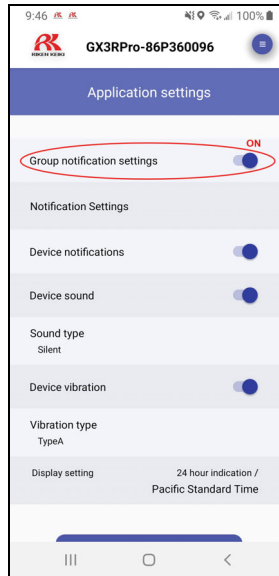 9:46
100%
RIKEN KEIKI
GX3RPro-86P360096
Application settings
ON
Group notification settings
Notification Settings
Device notifications
Device sound
Sound type
Silent
Device vibration
Vibration type
TypeA
Display setting
24 hour indication /
Pacific Standard Time